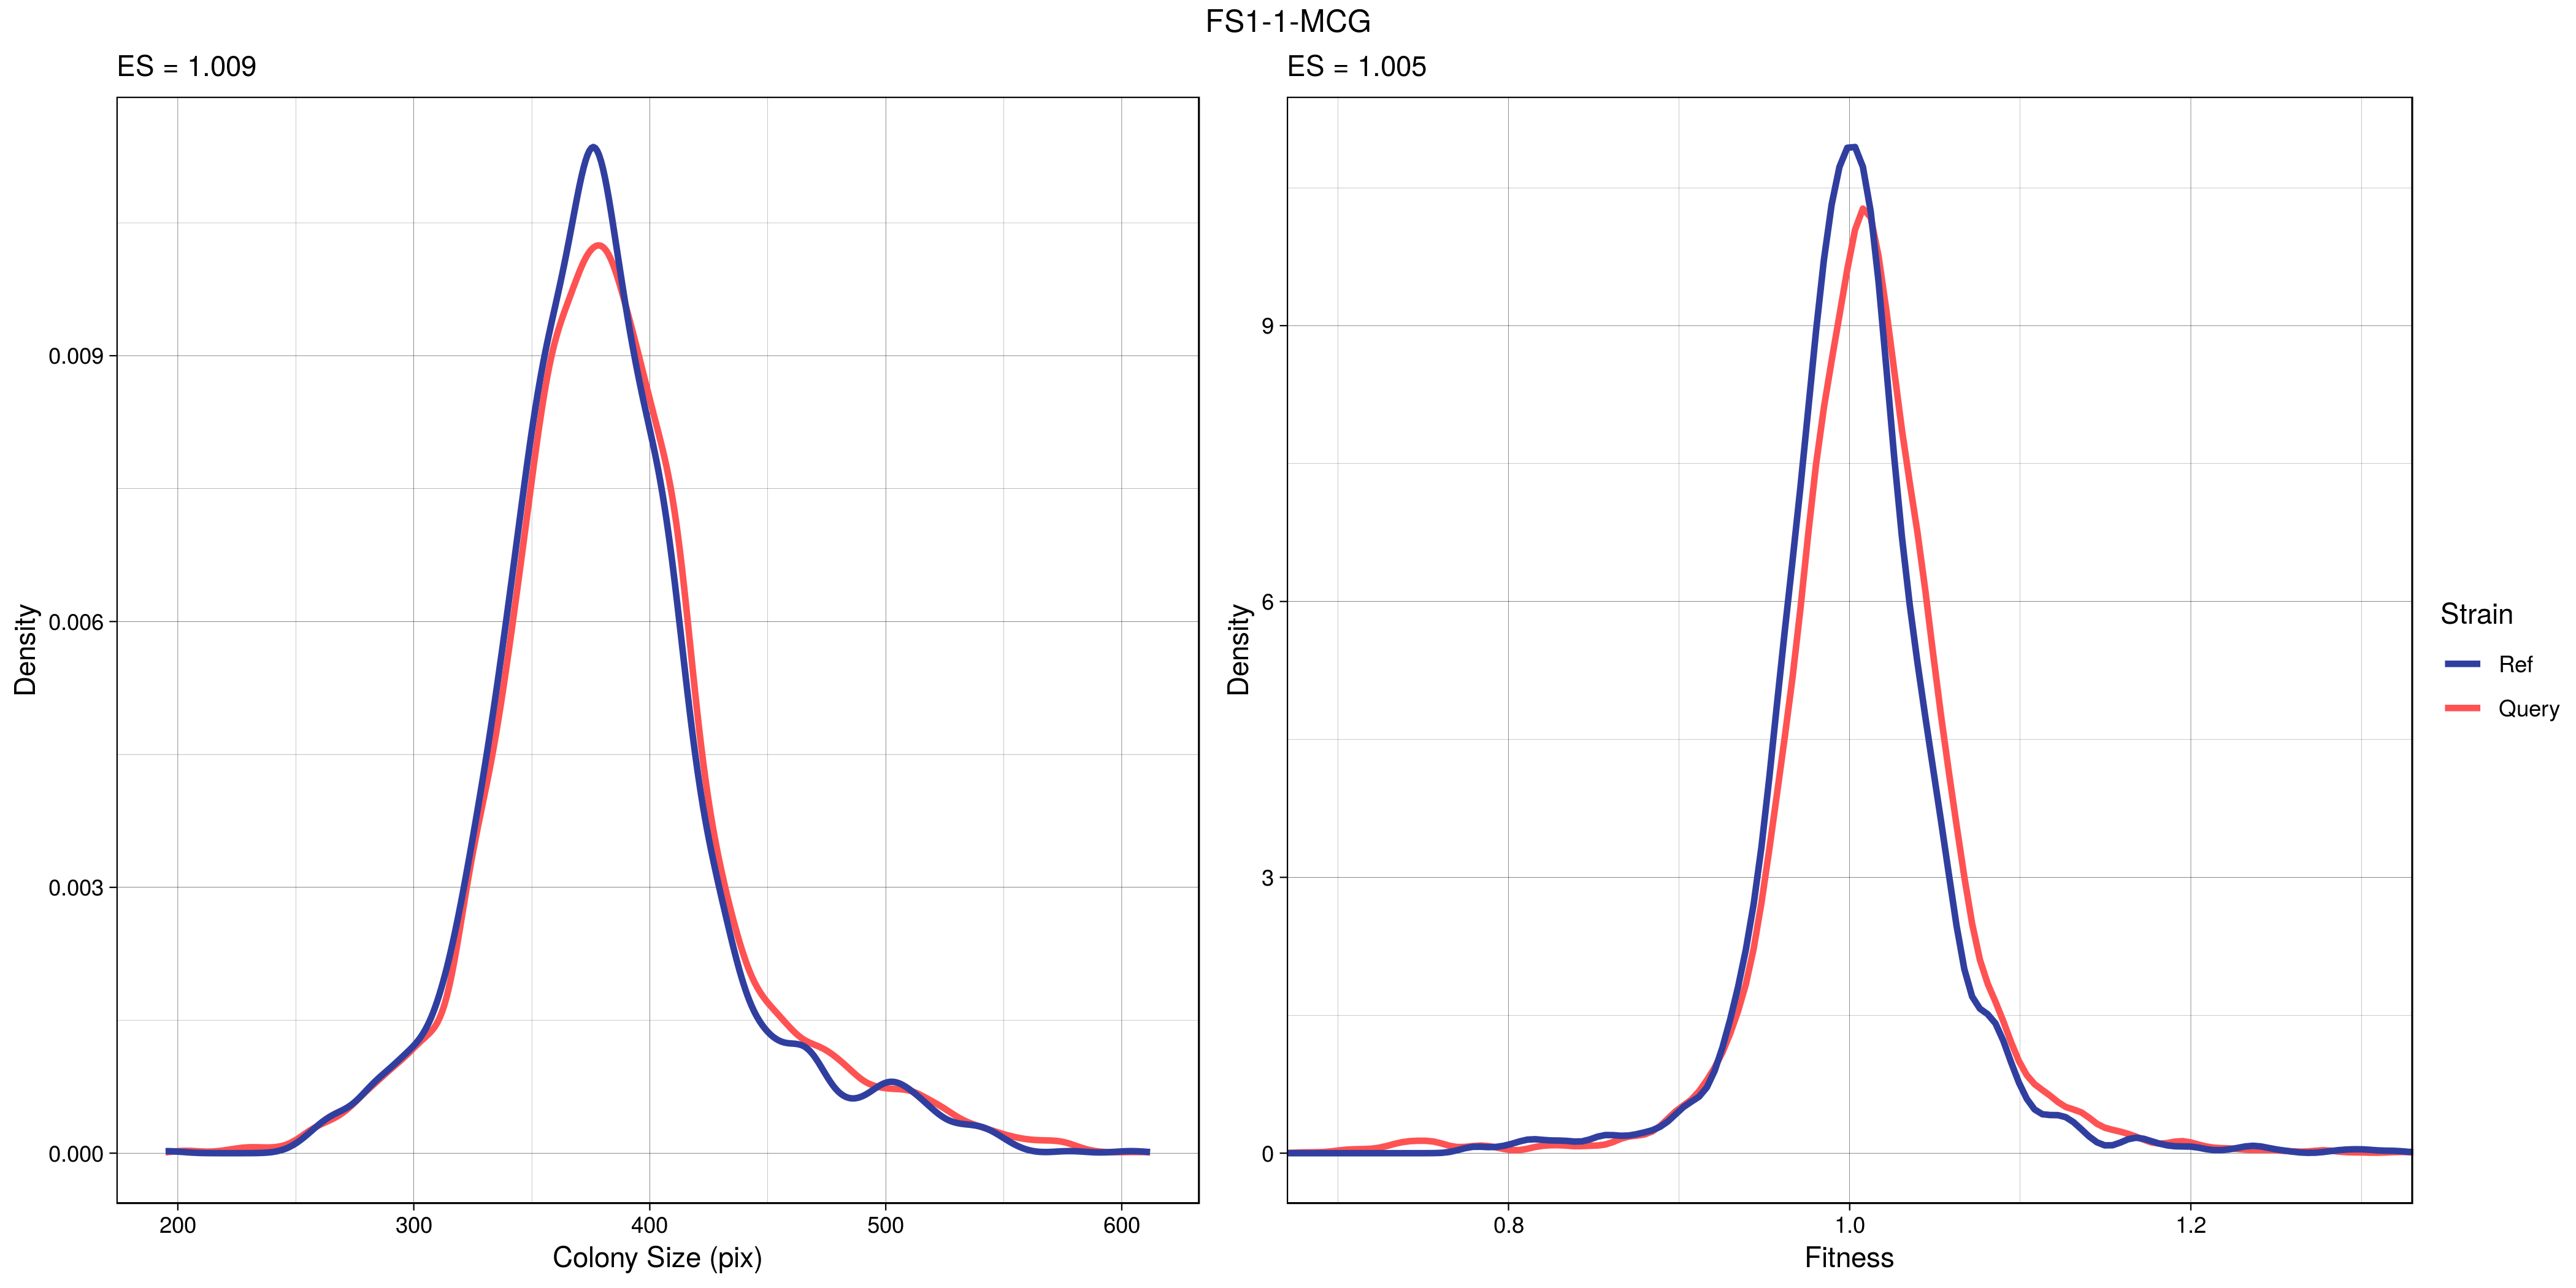 FS1-1-MCG
ES = 1.009
Density
0.009
0.006
0.003
0.000
200 300 400 500 600
Colony Size (pix)
ES = 1.005
Density
9
6
3
0
0.8 1.0 1.2
Fitness
Strain
Ref
Query